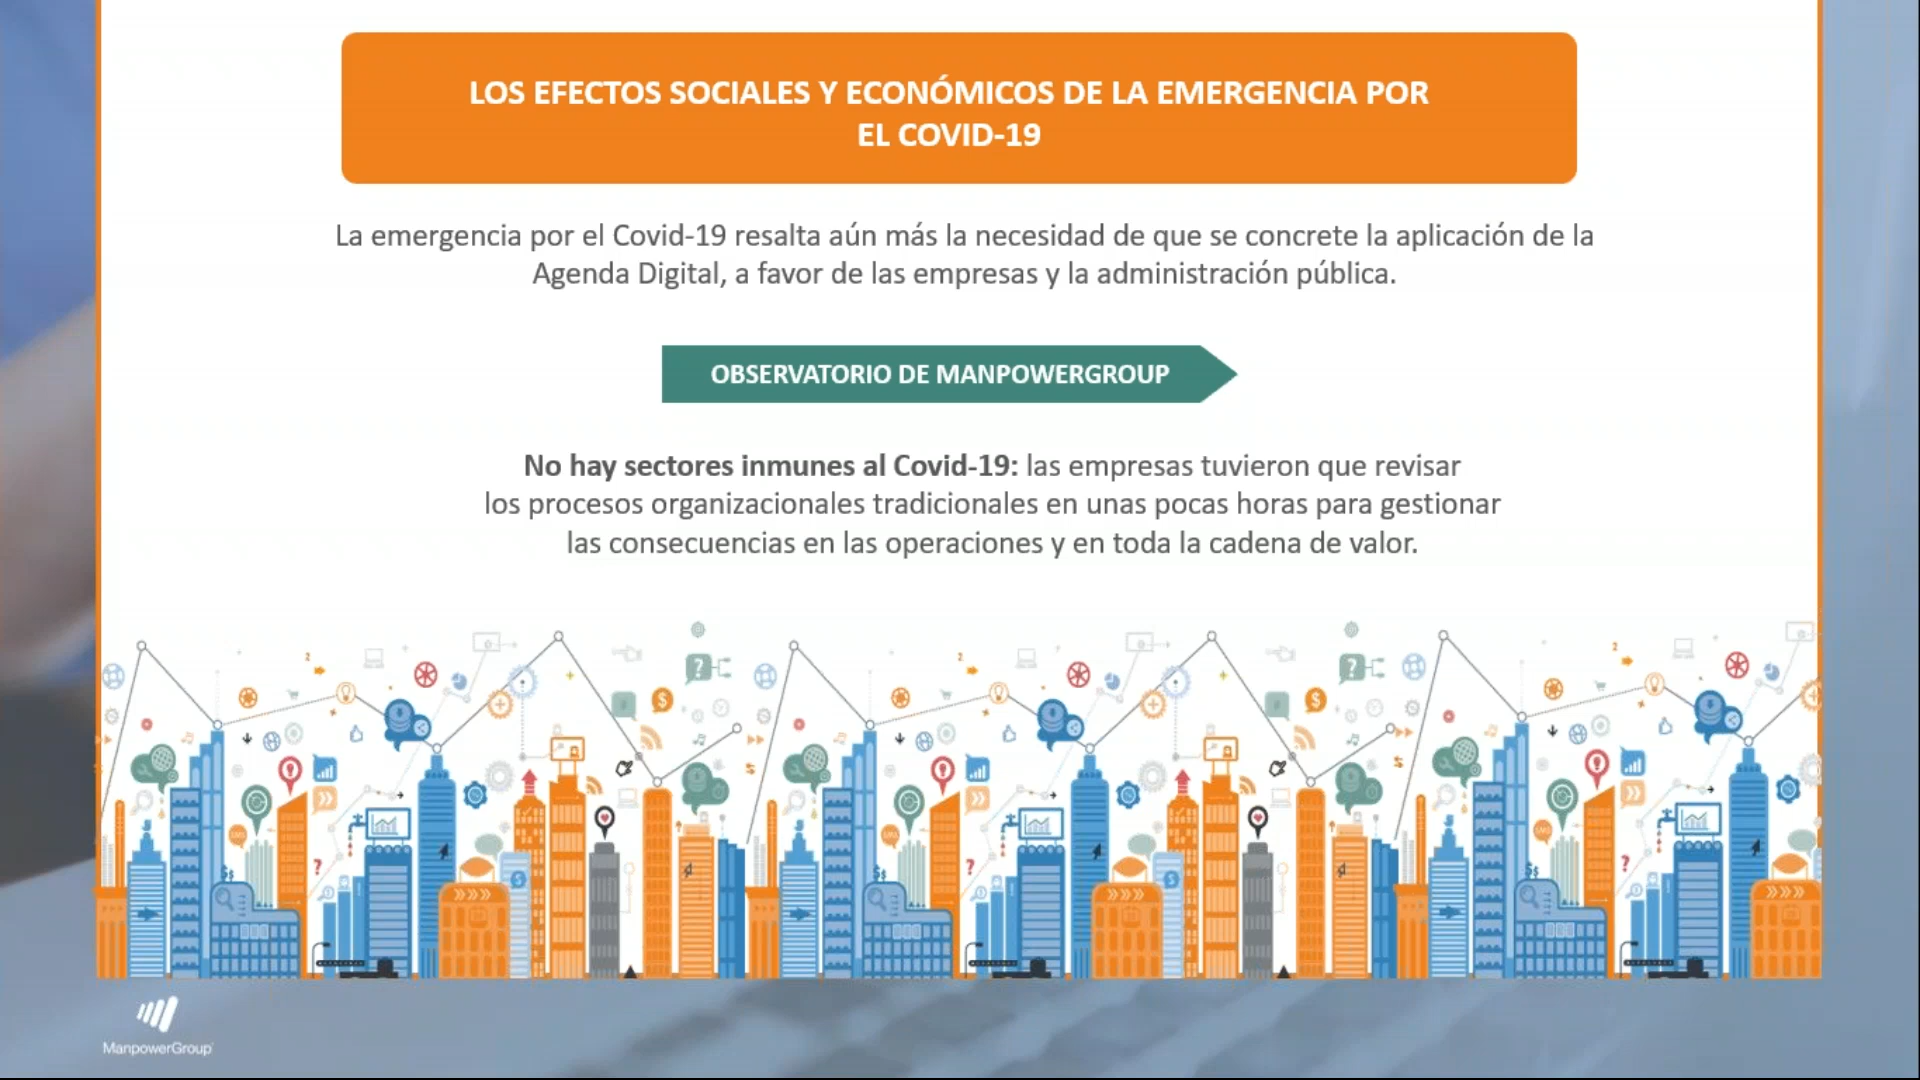 LOS EFECTOS SOCIALES Y ECONÓMICOS DE LA EMERGENCIA POR
EL COVID-19
La emergencia por el Covid-19 resalta aún más la necesidad de que se concrete la aplicación de la
Agenda Digital, a favor de las empresas y la administración pública.
OBSERVATORIO DE MANPOWERGROUP
No hay sectores inmunes al Covid-19: las empresas tuvieron que revisar
los procesos organizacionales tradicionales en unas pocas horas para gestionar
las consecuencias en las operaciones y en toda la cadena de valor.
ManpowerGroup